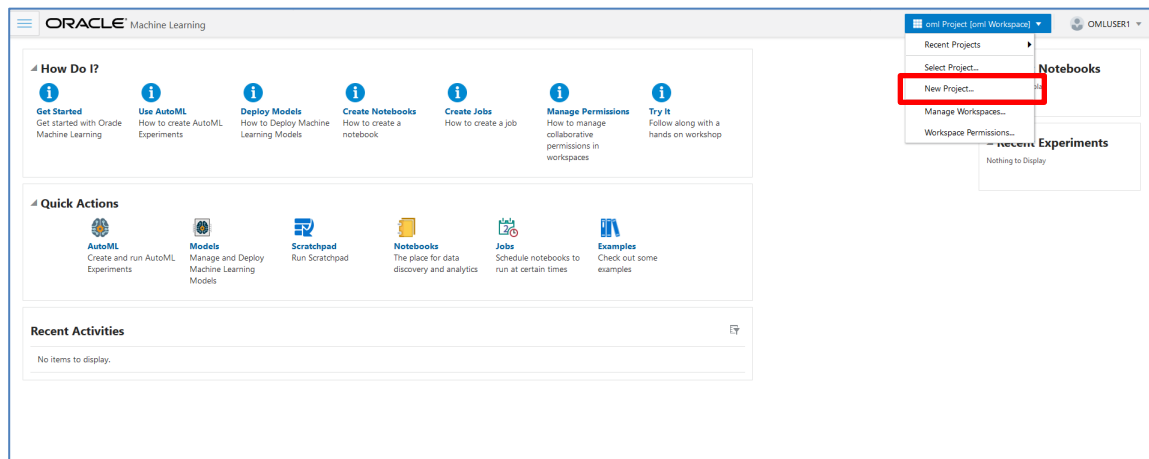 ORACLE Machine Learning
oml Project [oml Workspace]
OMLUSER1
Recent Projects
Select Project...
New Project...
Manage Workspaces...
Workspace Permissions...
Notebooks
Recent Experiments
Nothing to Display
How Do I?
Get Started
Get started with Oracle
Machine Learning
Use AutoML
How to create AutoML
Experiments
Deploy Models
How to Deploy Machine
Learning Models
Create Notebooks
How to create a
notebook
Create Jobs
How to create a job
Manage Permissions
How to manage
collaborative
permissions in
workspaces
Try It
Follow along with a
hands on workshop
Quick Actions
AutoML
Create and run AutoML
Experiments
Models
Manage and Deploy
Machine Learning
Models
Scratchpad
Run Scratchpad
Notebooks
The place for data
discovery and analytics
Jobs
Schedule notebooks to
run at certain times
Examples
Check out some
examples
Recent Activities
No items to display.